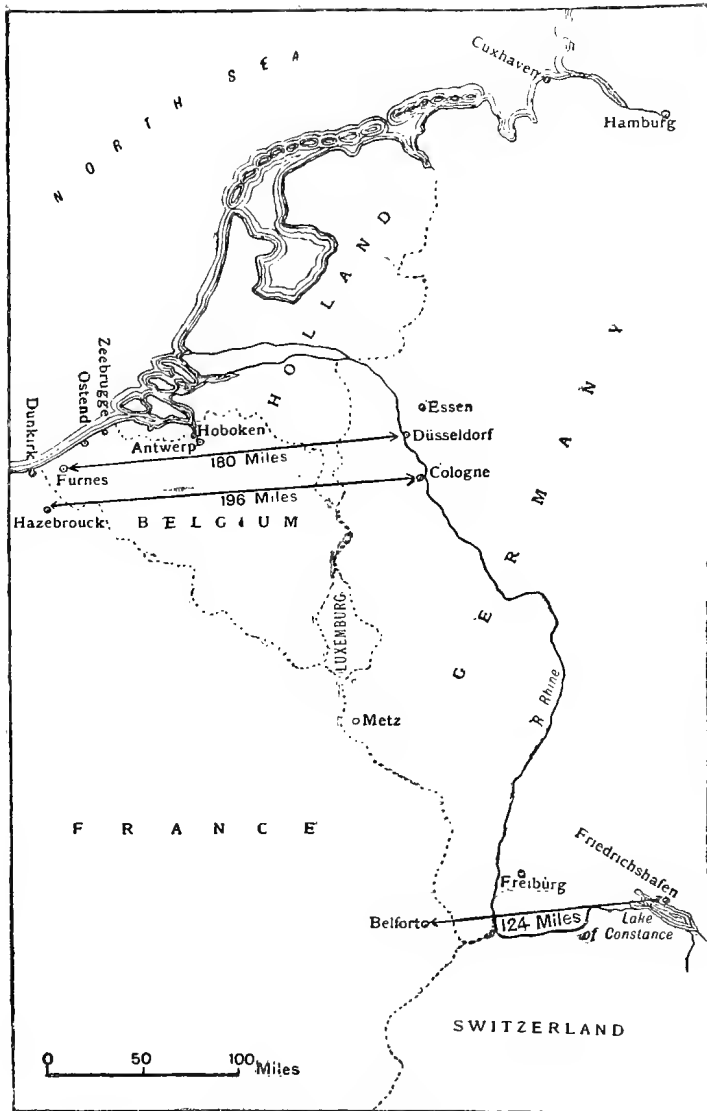 NORTH SEA
Cuxhaven
Hamburg
HOLLAND
Zeebrugge
Ostend
Dunkirk
Essen
Hoboken
Düsseldorf
Antwerp
180 Miles
Furnes
Cologne
196 Miles
Hazebrouck
BELGIUM
GERMANY
LUXEMBURG
R Rhine
Metz
FRANCE
Friedrichshafen
Freiburg
Belfort
124 Miles
Lake
of Constance
SWITZERLAND
0 50 100 Miles